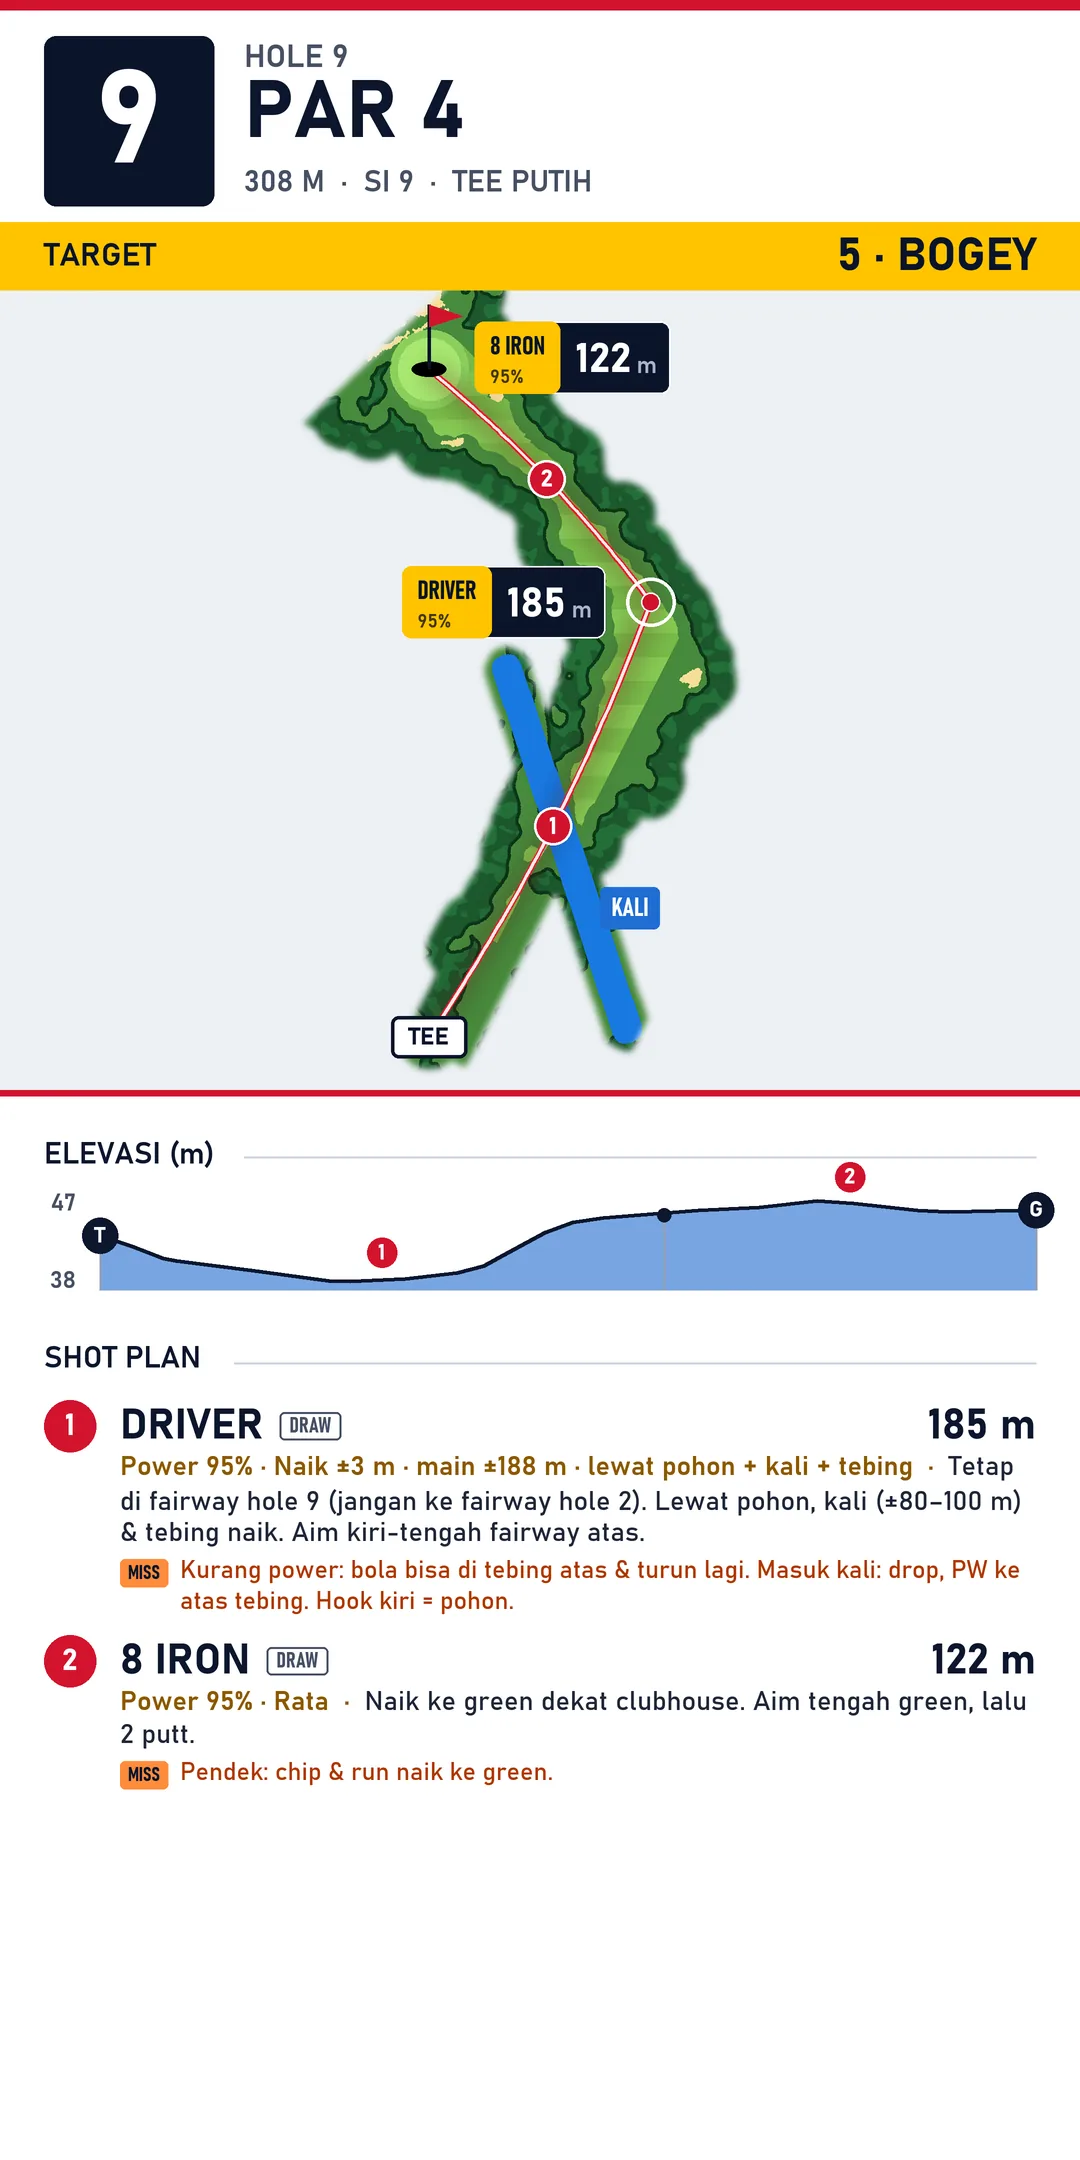 9
HOLE 9
PAR 4
308 M · SI 9 · TEE PUTIH
TARGET
5 · BOGEY
8 IRON
95%
122 m
2
DRIVER
95%
185 m
1
KALI
TEE
ELEVASI (m)
47
38
T
1
2
G
SHOT PLAN
1
DRIVER DRAW 185 m
Power 95% · Naik ±3 m · main ±188 m · lewat pohon + kali + tebing · Tetap
di fairway hole 9 (jangan ke fairway hole 2). Lewat pohon, kali (±80–100 m)
& tebing naik. Aim kiri-tengah fairway atas.
MISS Kurang power: bola bisa di tebing atas & turun lagi. Masuk kali: drop, PW ke
atas tebing. Hook kiri = pohon.
2
8 IRON DRAW 122 m
Power 95% · Rata · Naik ke green dekat clubhouse. Aim tengah green, lalu
2 putt.
MISS Pendek: chip & run naik ke green.